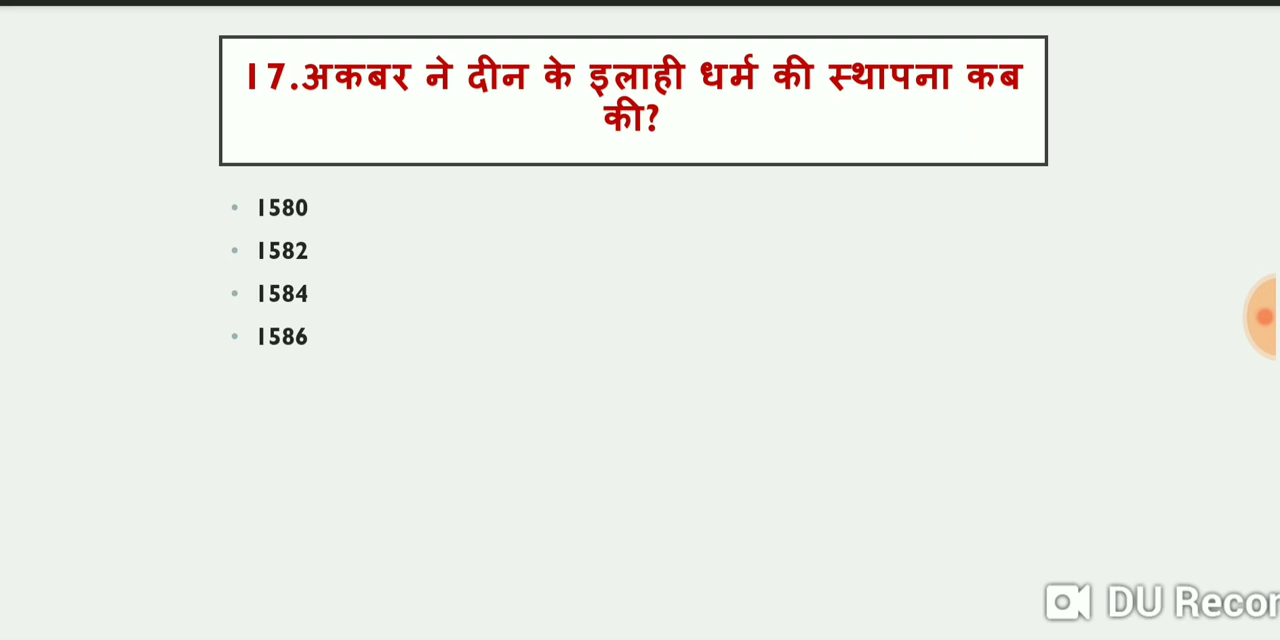 17.अकबर ने दीन के इलाही धर्म की स्थापना कब
की?
• 1580
• 1582
• 1584
• 1586
DU Recor